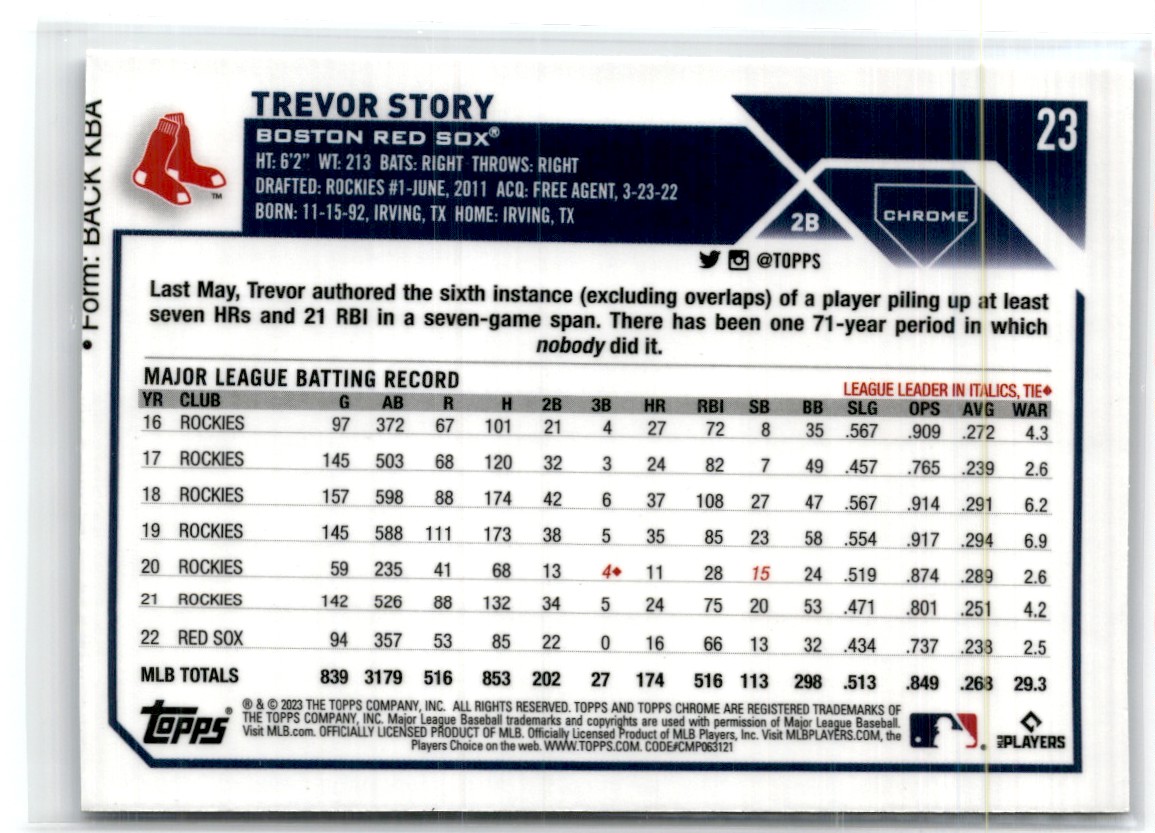 • Form: BACK KBA
TREVOR STORY
23
BOSTON RED SOX®
HT: 6'2" WT: 213 BATS: RIGHT THROWS: RIGHT
DRAFTED: ROCKIES #1-JUNE, 2011 ACQ: FREE AGENT, 3-23-22
BORN: 11-15-92, IRVING, TX HOME: IRVING, TX
TM
2B
CHROME
@TOPPS
Last May, Trevor authored the sixth instance (excluding overlaps) of a player piling up at least
seven HRs and 21 RBI in a seven-game span. There has been one 71-year period in which
nobody did it.
MAJOR LEAGUE BATTING RECORD
LEAGUE LEADER IN ITALICS, TIE♦
YR CLUB G AB R H 2B 3B HR RBI SB BB SLG OPS AVG WAR
16 ROCKIES 97 372 67 101 21 4 27 72 8 35 .567 .909 .272 4.3
17 ROCKIES 145 503 68 120 32 3 24 82 7 49 .457 .765 .239 2.6
18 ROCKIES 157 598 88 174 42 6 37 108 27 47 .567 .914 .291 6.2
19 ROCKIES 145 588 111 173 38 5 35 85 23 58 .554 .917 .294 6.9
20 ROCKIES 59 235 41 68 13 4♦ 11 28 15 24 .519 .874 .289 2.6
21 ROCKIES 142 526 88 132 34 5 24 75 20 53 .471 .801 .251 4.2
22 RED SOX 94 357 53 85 22 0 16 66 13 32 .434 .737 .238 2.5
MLB TOTALS 839 3179 516 853 202 27 174 516 113 298 .513 .849 .268 29.3
Topps®
® & © 2023 THE TOPPS COMPANY, INC. ALL RIGHTS RESERVED. TOPPS AND TOPPS CHROME ARE REGISTERED TRADEMARKS OF
THE TOPPS COMPANY, INC. Major League Baseball trademarks and copyrights are used with permission of Major League Baseball.
Visit MLB.com. OFFICIALLY LICENSED PRODUCT OF MLB. Officially Licensed Product of MLB Players, Inc. Visit MLBPLAYERS.COM, the
Players Choice on the web. WWW.TOPPS.COM. CODE#CMP063121
MLB PLAYERS